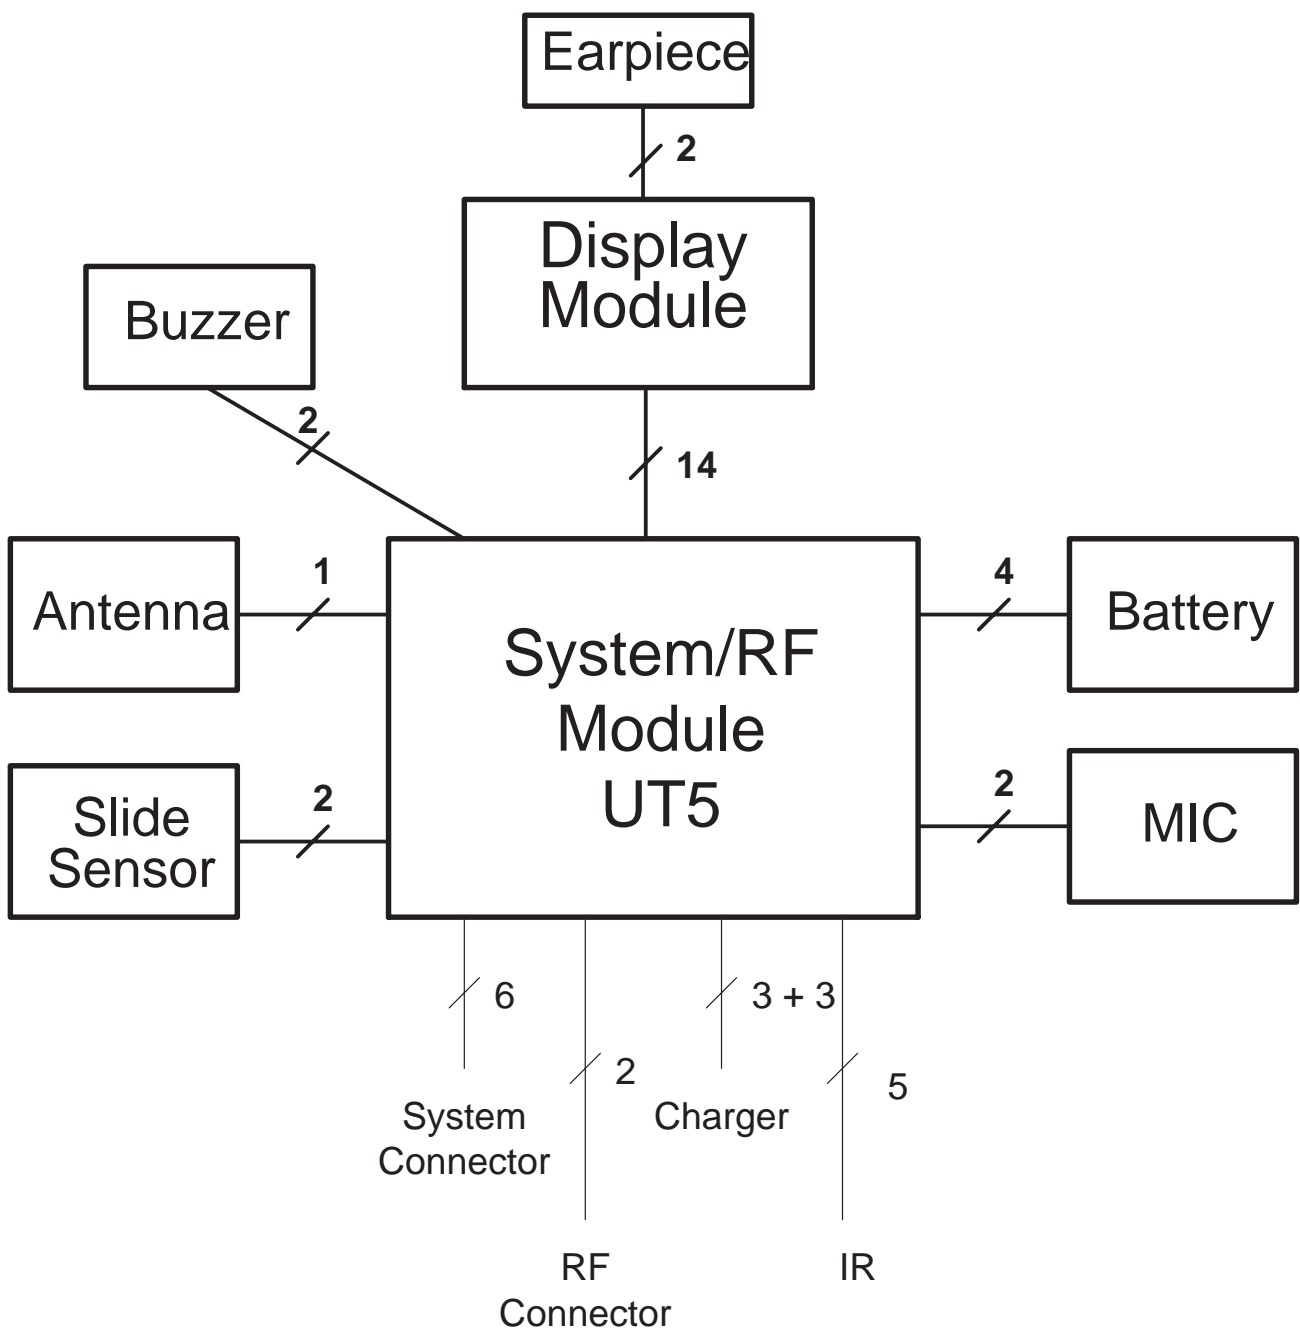 Earpiece
2
Display
Module
Buzzer
2
14
Antenna
1
System/RF
Module
UT5
4
Battery
Slide
Sensor
2
2
MIC
6
3 + 3
2
5
System
Connector
Charger
RF
Connector
IR